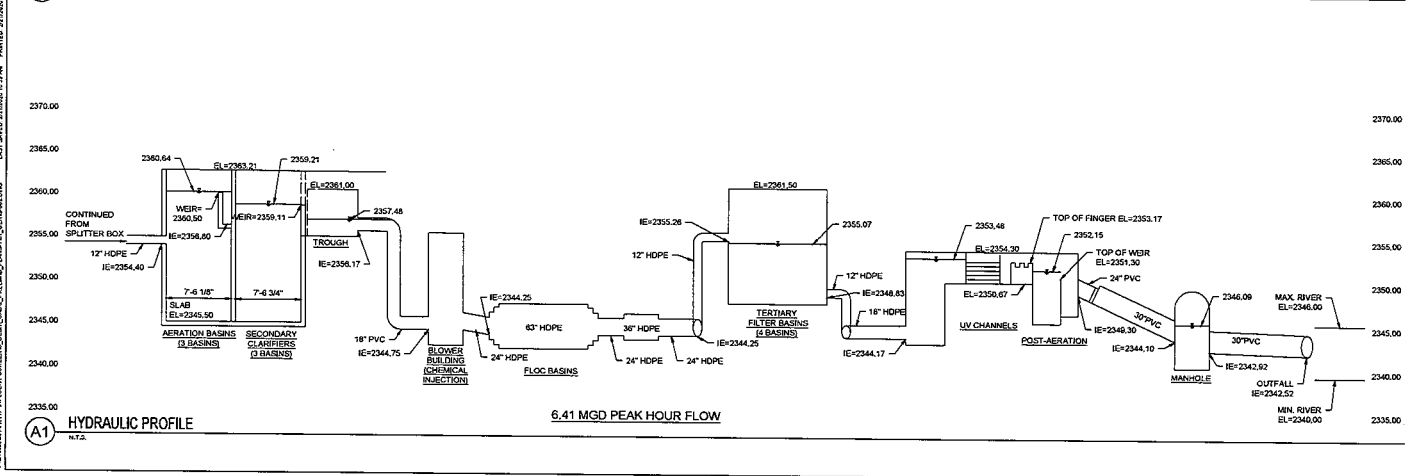 2370.00
2365.00
2360.00
2355.00
2350.00
2345.00
2340.00
2335.00
CONTINUED
FROM
SPLITTER BOX
12" HDPE
IE=2354.40
2360.64
EL=2363.21
2359.21
WEIR=
2360.50
IE=2356.80
WEIR=2359.11
7'-6 1/8"
7'-6 3/4"
SLAB
EL=2345.50
AERATION BASINS
(3 BASINS)
SECONDARY
CLARIFIERS
(3 BASINS)
EL=2361.00
2357.48
TROUGH
IE=2356.17
18" PVC
IE=2344.75
BLOWER
BUILDING
(CHEMICAL
INJECTION)
24" HDPE
IE=2344.25
63" HDPE
FLOC BASINS
24" HDPE
36" HDPE
24" HDPE
IE=2344.25
12" HDPE
IE=2355.26
EL=2361.50
2355.07
TERTIARY
FILTER BASINS
(4 BASINS)
12" HDPE
IE=2348.83
18" HDPE
IE=2344.17
2353.48
EL=2354.30
EL=2350.67
UV CHANNELS
TOP OF FINGER EL=2353.17
2352.15
TOP OF WEIR
EL=2351.30
24" PVC
POST-AERATION
IE=2349.30
30"PVC
IE=2344.10
2346.09
MANHOLE
30"PVC
IE=2342.92
OUTFALL
IE=2342.52
MAX. RIVER
EL=2346.00
MIN. RIVER
EL=2340.00
2370.00
2365.00
2360.00
2355.00
2350.00
2345.00
2340.00
2335.00
6.41 MGD PEAK HOUR FLOW
A1
HYDRAULIC PROFILE
N.T.S.